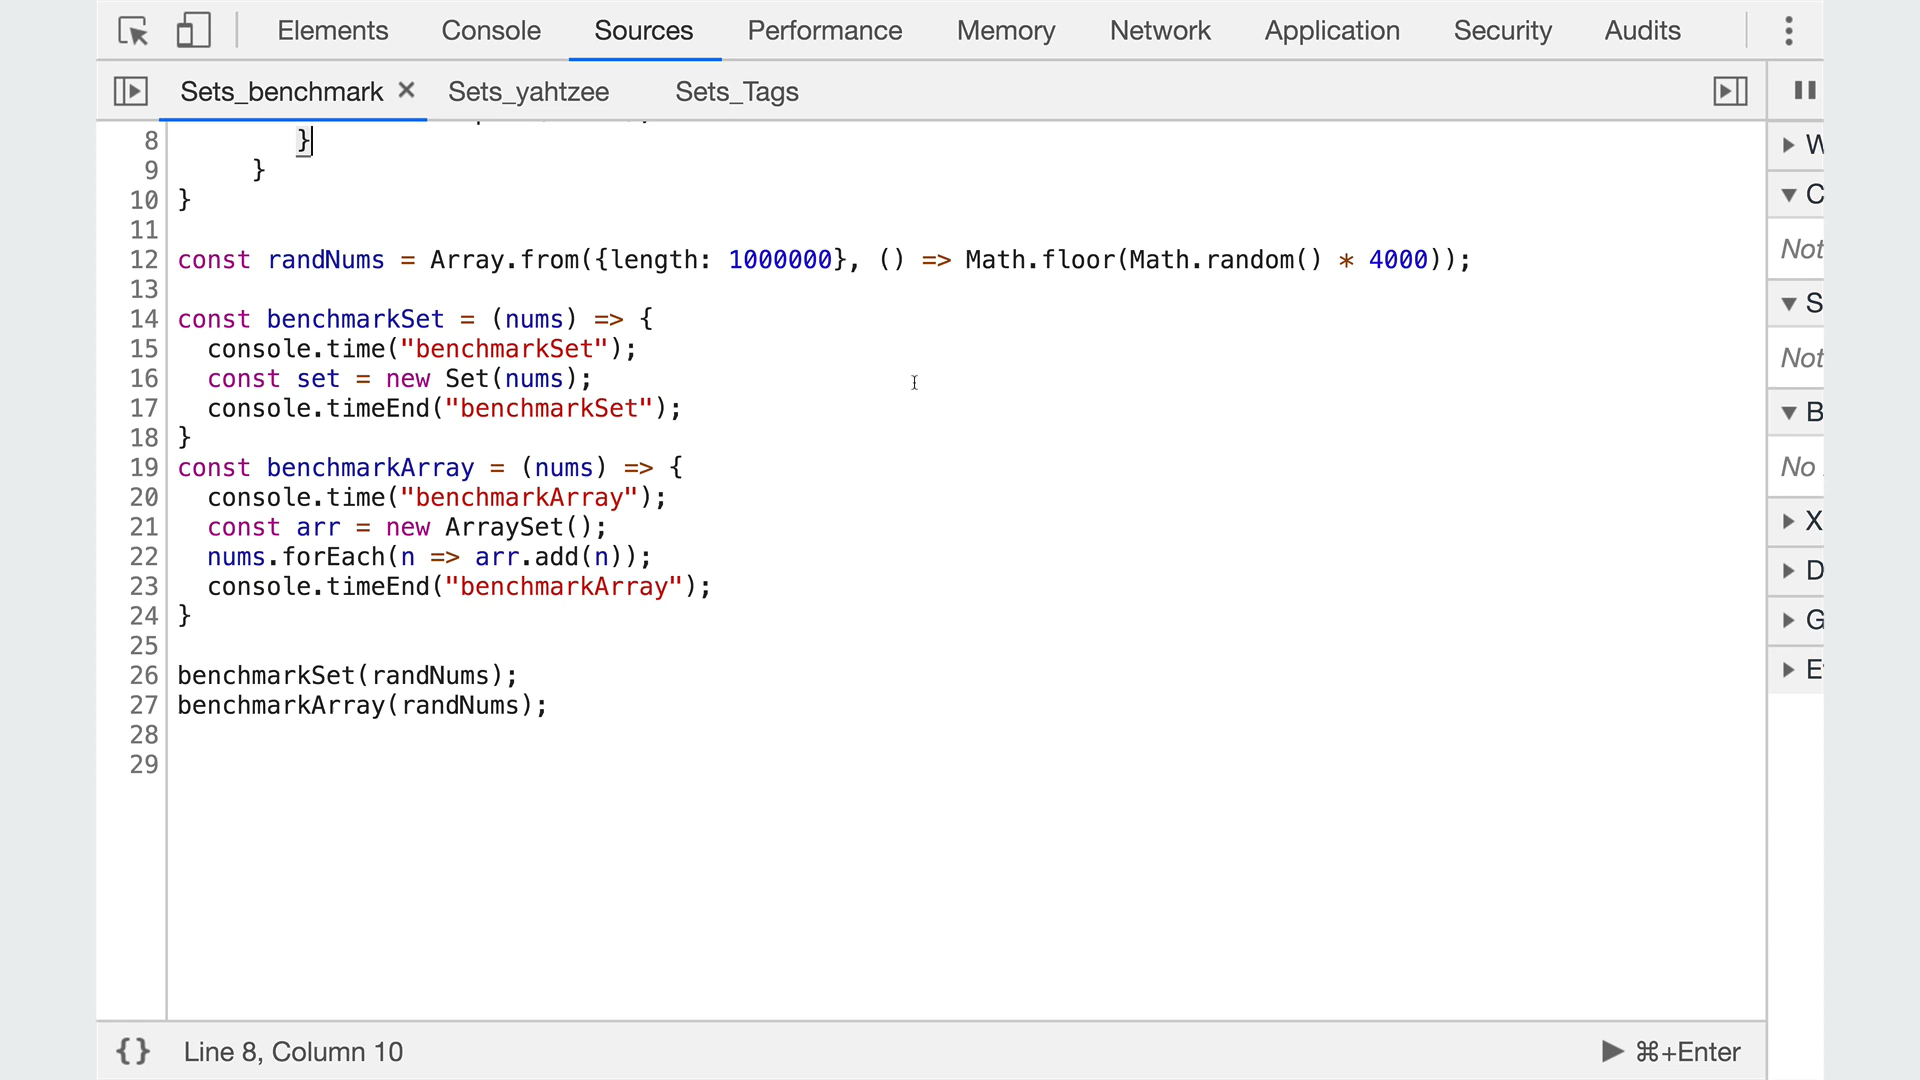 Elements Console Sources Performance Memory Network Application Security Audits
Sets_benchmark × Sets_yahtzee Sets_Tags
8 }
9 }
10 }
11
12 const randNums = Array.from({length: 1000000}, () => Math.floor(Math.random() * 4000));
13
14 const benchmarkSet = (nums) => {
15 console.time("benchmarkSet");
16 const set = new Set(nums);
17 console.timeEnd("benchmarkSet");
18 }
19 const benchmarkArray = (nums) => {
20 console.time("benchmarkArray");
21 const arr = new ArraySet();
22 nums.forEach(n => arr.add(n));
23 console.timeEnd("benchmarkArray");
24 }
25
26 benchmarkSet(randNums);
27 benchmarkArray(randNums);
28
29
W
C
Not
S
Not
B
No
X
D
G
E
{} Line 8, Column 10 ⌘+Enter